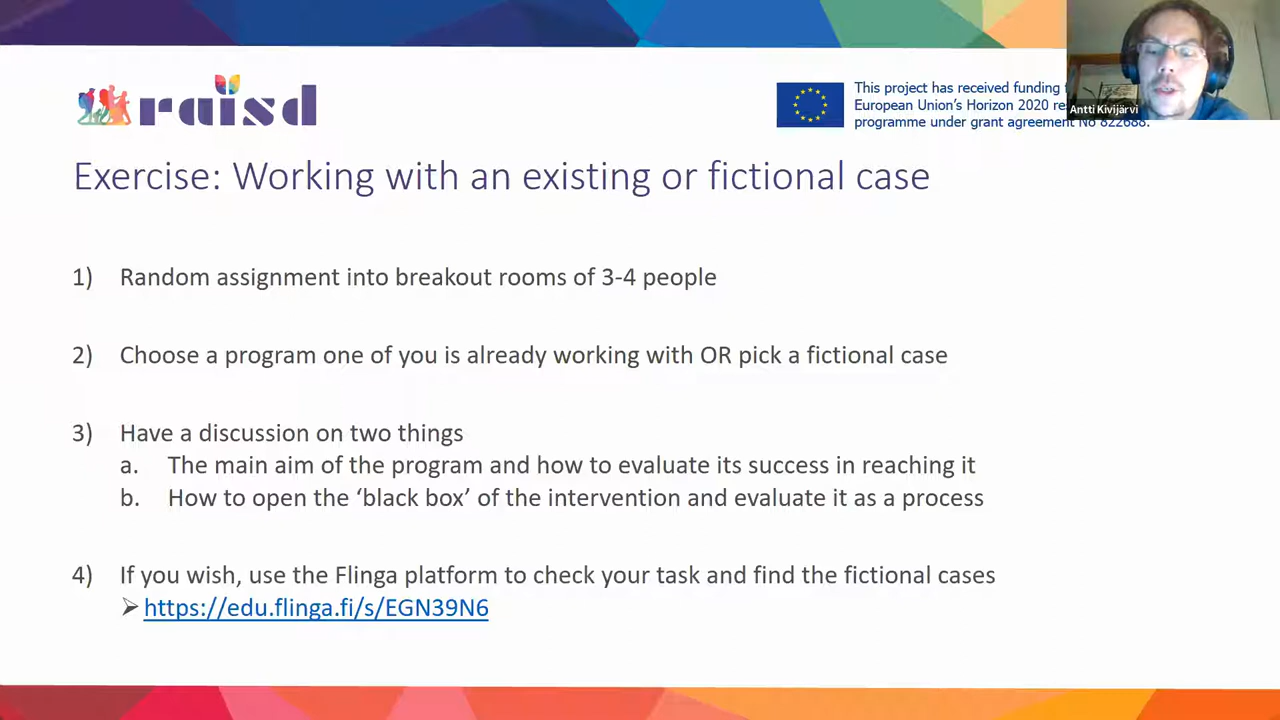 raisd
This project has received funding
European Union's Horizon 2020
programme under grant agreement No 822688.
Antti Kivijärvi
Exercise: Working with an existing or fictional case
1) Random assignment into breakout rooms of 3-4 people
2) Choose a program one of you is already working with OR pick a fictional case
3) Have a discussion on two things
a. The main aim of the program and how to evaluate its success in reaching it
b. How to open the ‘black box’ of the intervention and evaluate it as a process
4) If you wish, use the Flinga platform to check your task and find the fictional cases
➢ https://edu.flinga.fi/s/EGN39N6